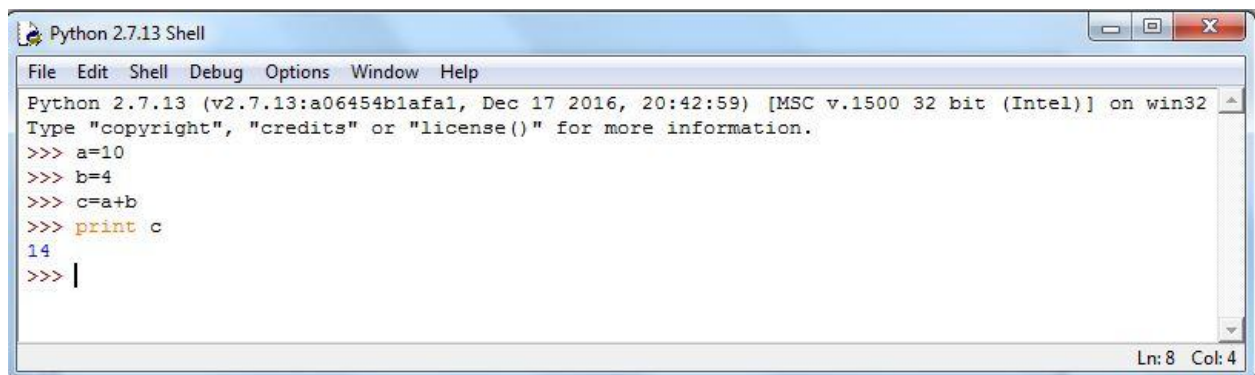 Python 2.7.13 Shell
File Edit Shell Debug Options Window Help
Python 2.7.13 (v2.7.13:a06454b1afa1, Dec 17 2016, 20:42:59) [MSC v.1500 32 bit (Intel)] on win32
Type "copyright", "credits" or "license()" for more information.
>>> a=10
>>> b=4
>>> c=a+b
>>> print c
14
>>>
Ln: 8 Col: 4